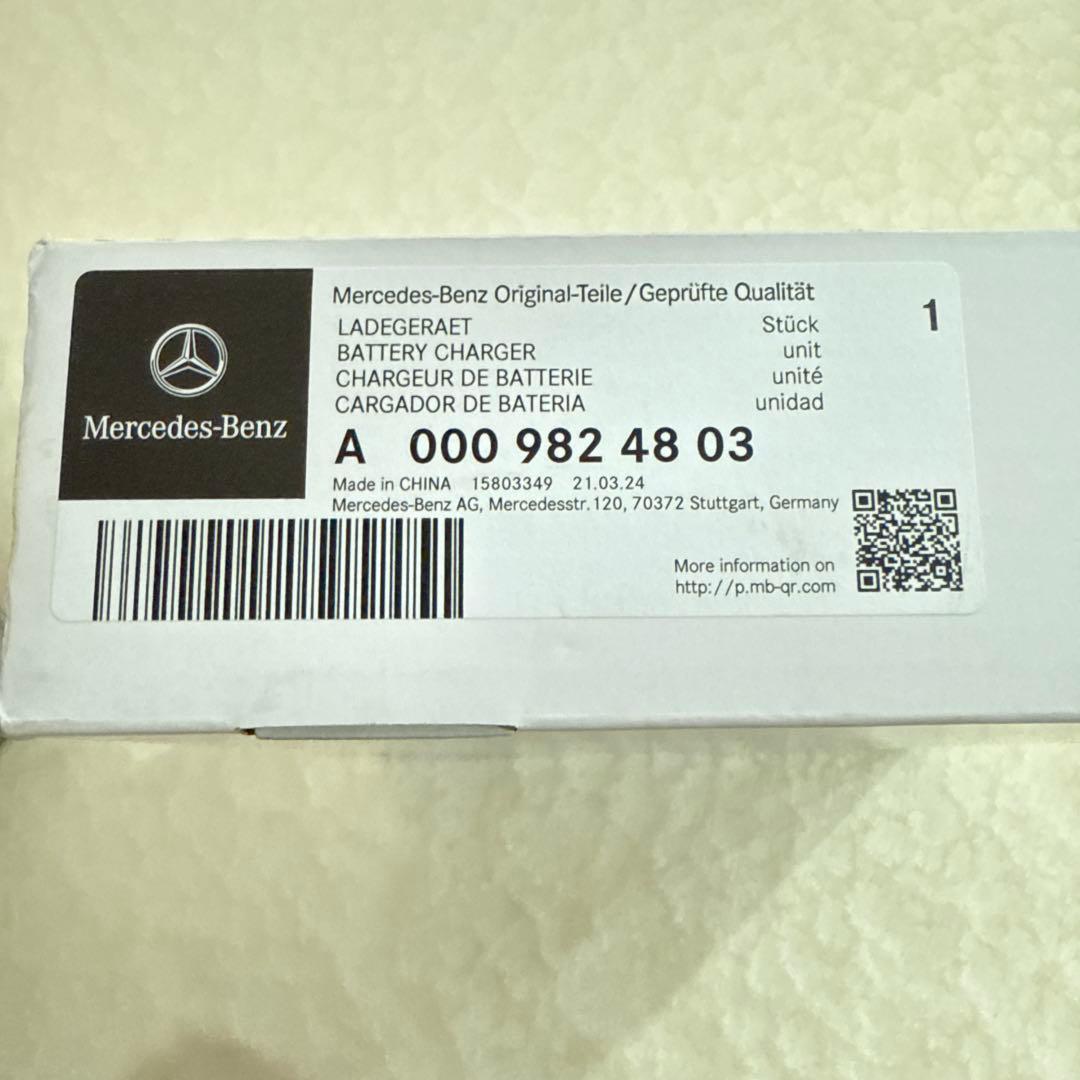 Mercedes-Benz
Mercedes-Benz Original-Teile/Geprüfte Qualität
LADEGERAET Stück 1
BATTERY CHARGER unit
CHARGEUR DE BATTERIE unité
CARGADOR DE BATERIA unidad
A 000 982 48 03
Made in CHINA 15803349 21.03.24
Mercedes-Benz AG, Mercedesstr. 120, 70372 Stuttgart, Germany
More information on
http://p.mb-qr.com